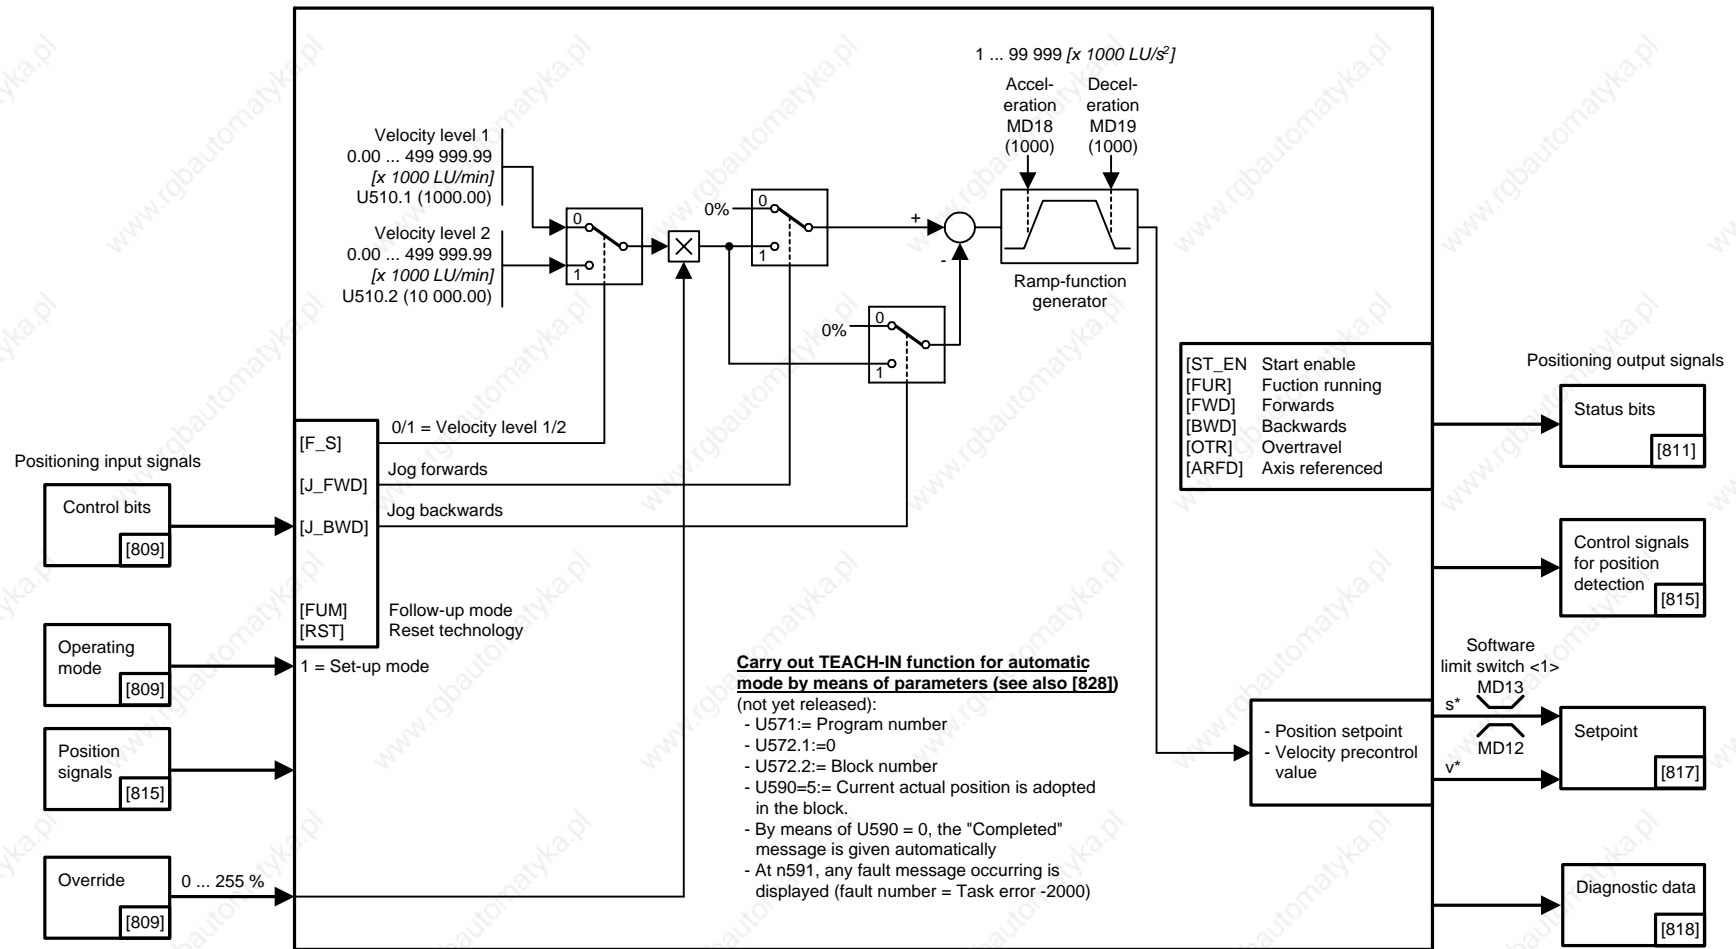 1 ... 99 999 [x 1000 LU/s²]
Accel-
eration
MD18
(1000)
Decel-
eration
MD19
(1000)
Velocity level 1
0.00 ... 499 999.99
[x 1000 LU/min]
U510.1 (1000.00)
Velocity level 2
0.00 ... 499 999.99
[x 1000 LU/min]
U510.2 (10 000.00)
0
1
0%
0
1
+
-
0%
0
1
Ramp-function
generator
[ST_EN Start enable
[FUR] Fuction running
[FWD] Forwards
[BWD] Backwards
[OTR] Overtravel
[ARFD] Axis referenced
Positioning output signals
Status bits
[811]
Control signals
for position
detection
[815]
Software
limit switch <1>
MD13
s*
MD12
v*
Setpoint
[817]
Diagnostic data
[818]
- Position setpoint
- Velocity precontrol
value
Positioning input signals
Control bits
[809]
Operating
mode
[809]
Position
signals
[815]
Override
[809]
0 ... 255 %
[F_S]
0/1 = Velocity level 1/2
[J_FWD]
Jog forwards
[J_BWD]
Jog backwards
[FUM] Follow-up mode
[RST] Reset technology
1 = Set-up mode
Carry out TEACH-IN function for automatic
mode by means of parameters (see also [828])
(not yet released):
- U571:= Program number
- U572.1:=0
- U572.2:= Block number
- U590=5:= Current actual position is adopted
in the block.
- By means of U590 = 0, the "Completed"
message is given automatically
- At n591, any fault message occurring is
displayed (fault number = Task error -2000)
www.rgbautomatyka.pl